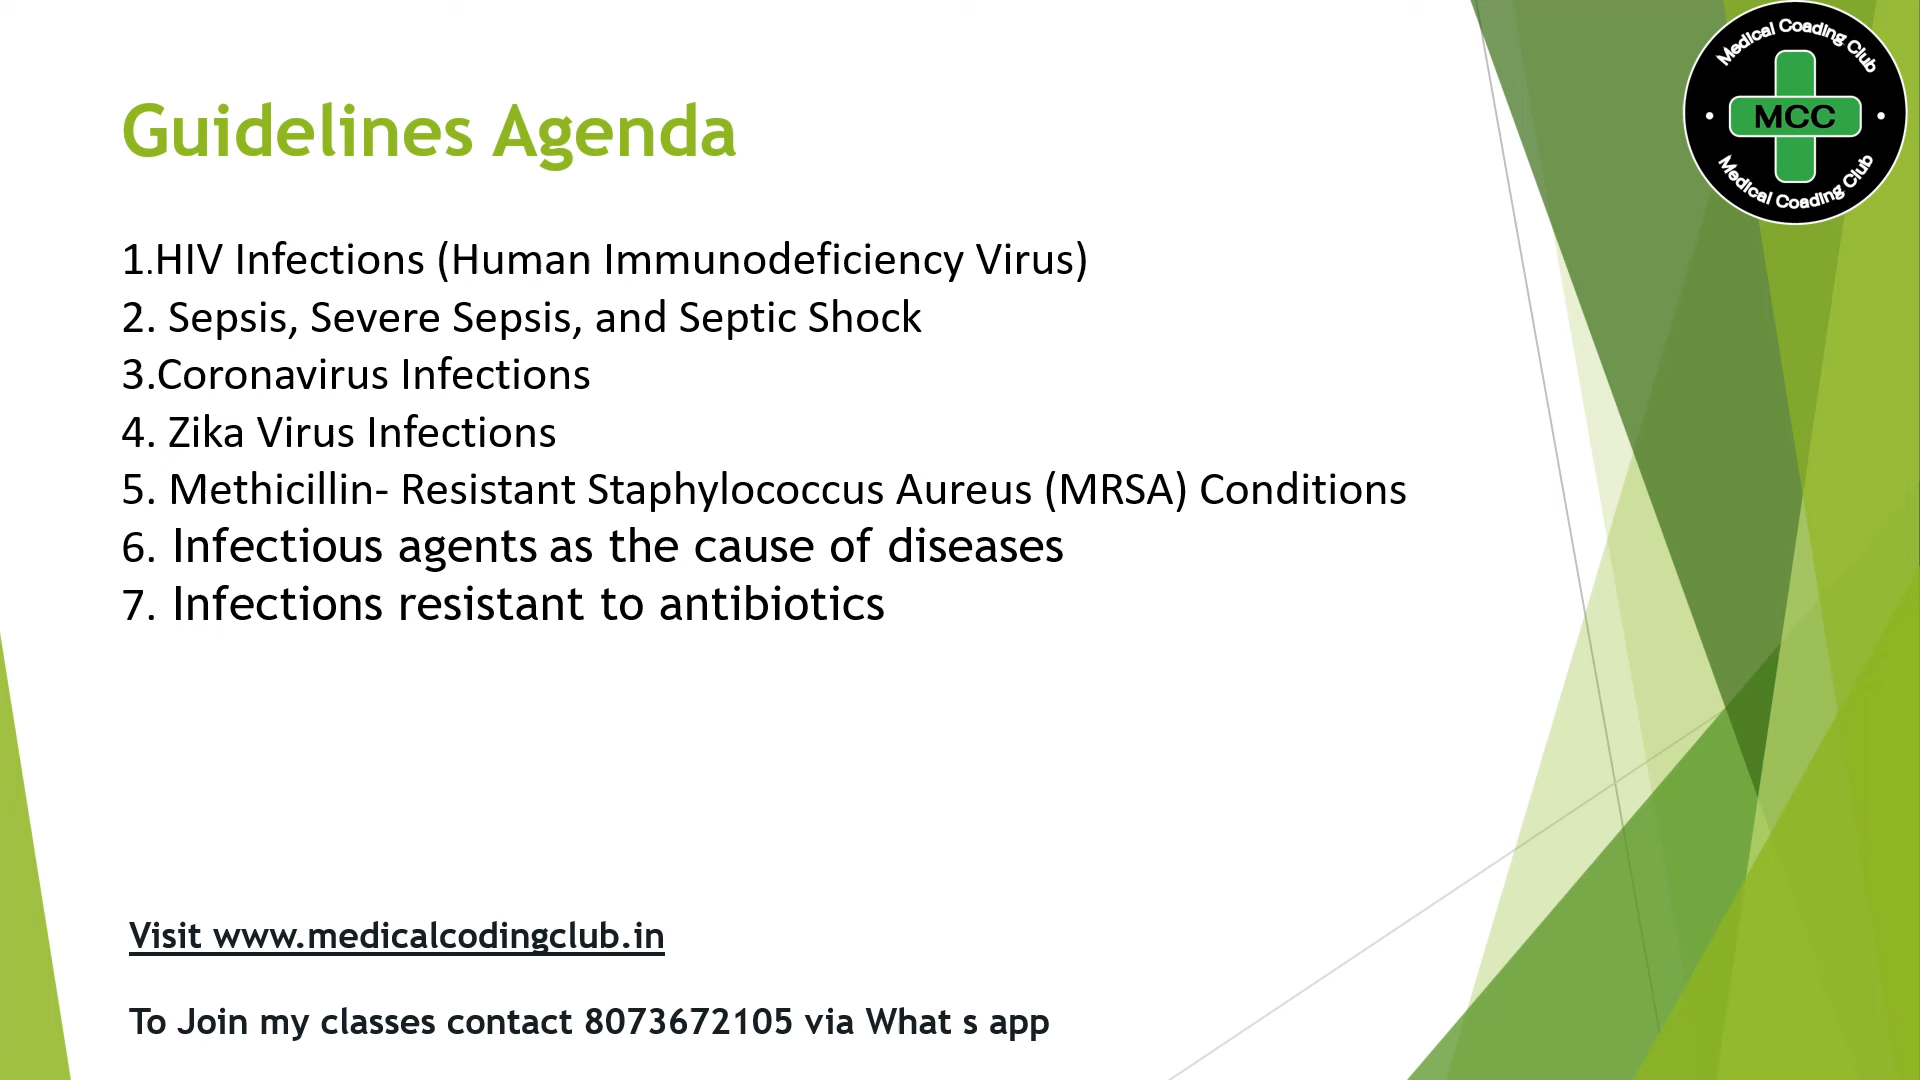 Medical Coading Club
MCC
Medical Coading Club
Guidelines Agenda
1.HIV Infections (Human Immunodeficiency Virus)
2. Sepsis, Severe Sepsis, and Septic Shock
3.Coronavirus Infections
4. Zika Virus Infections
5. Methicillin- Resistant Staphylococcus Aureus (MRSA) Conditions
6. Infectious agents as the cause of diseases
7. Infections resistant to antibiotics
Visit www.medicalcodingclub.in
To Join my classes contact 8073672105 via What s app